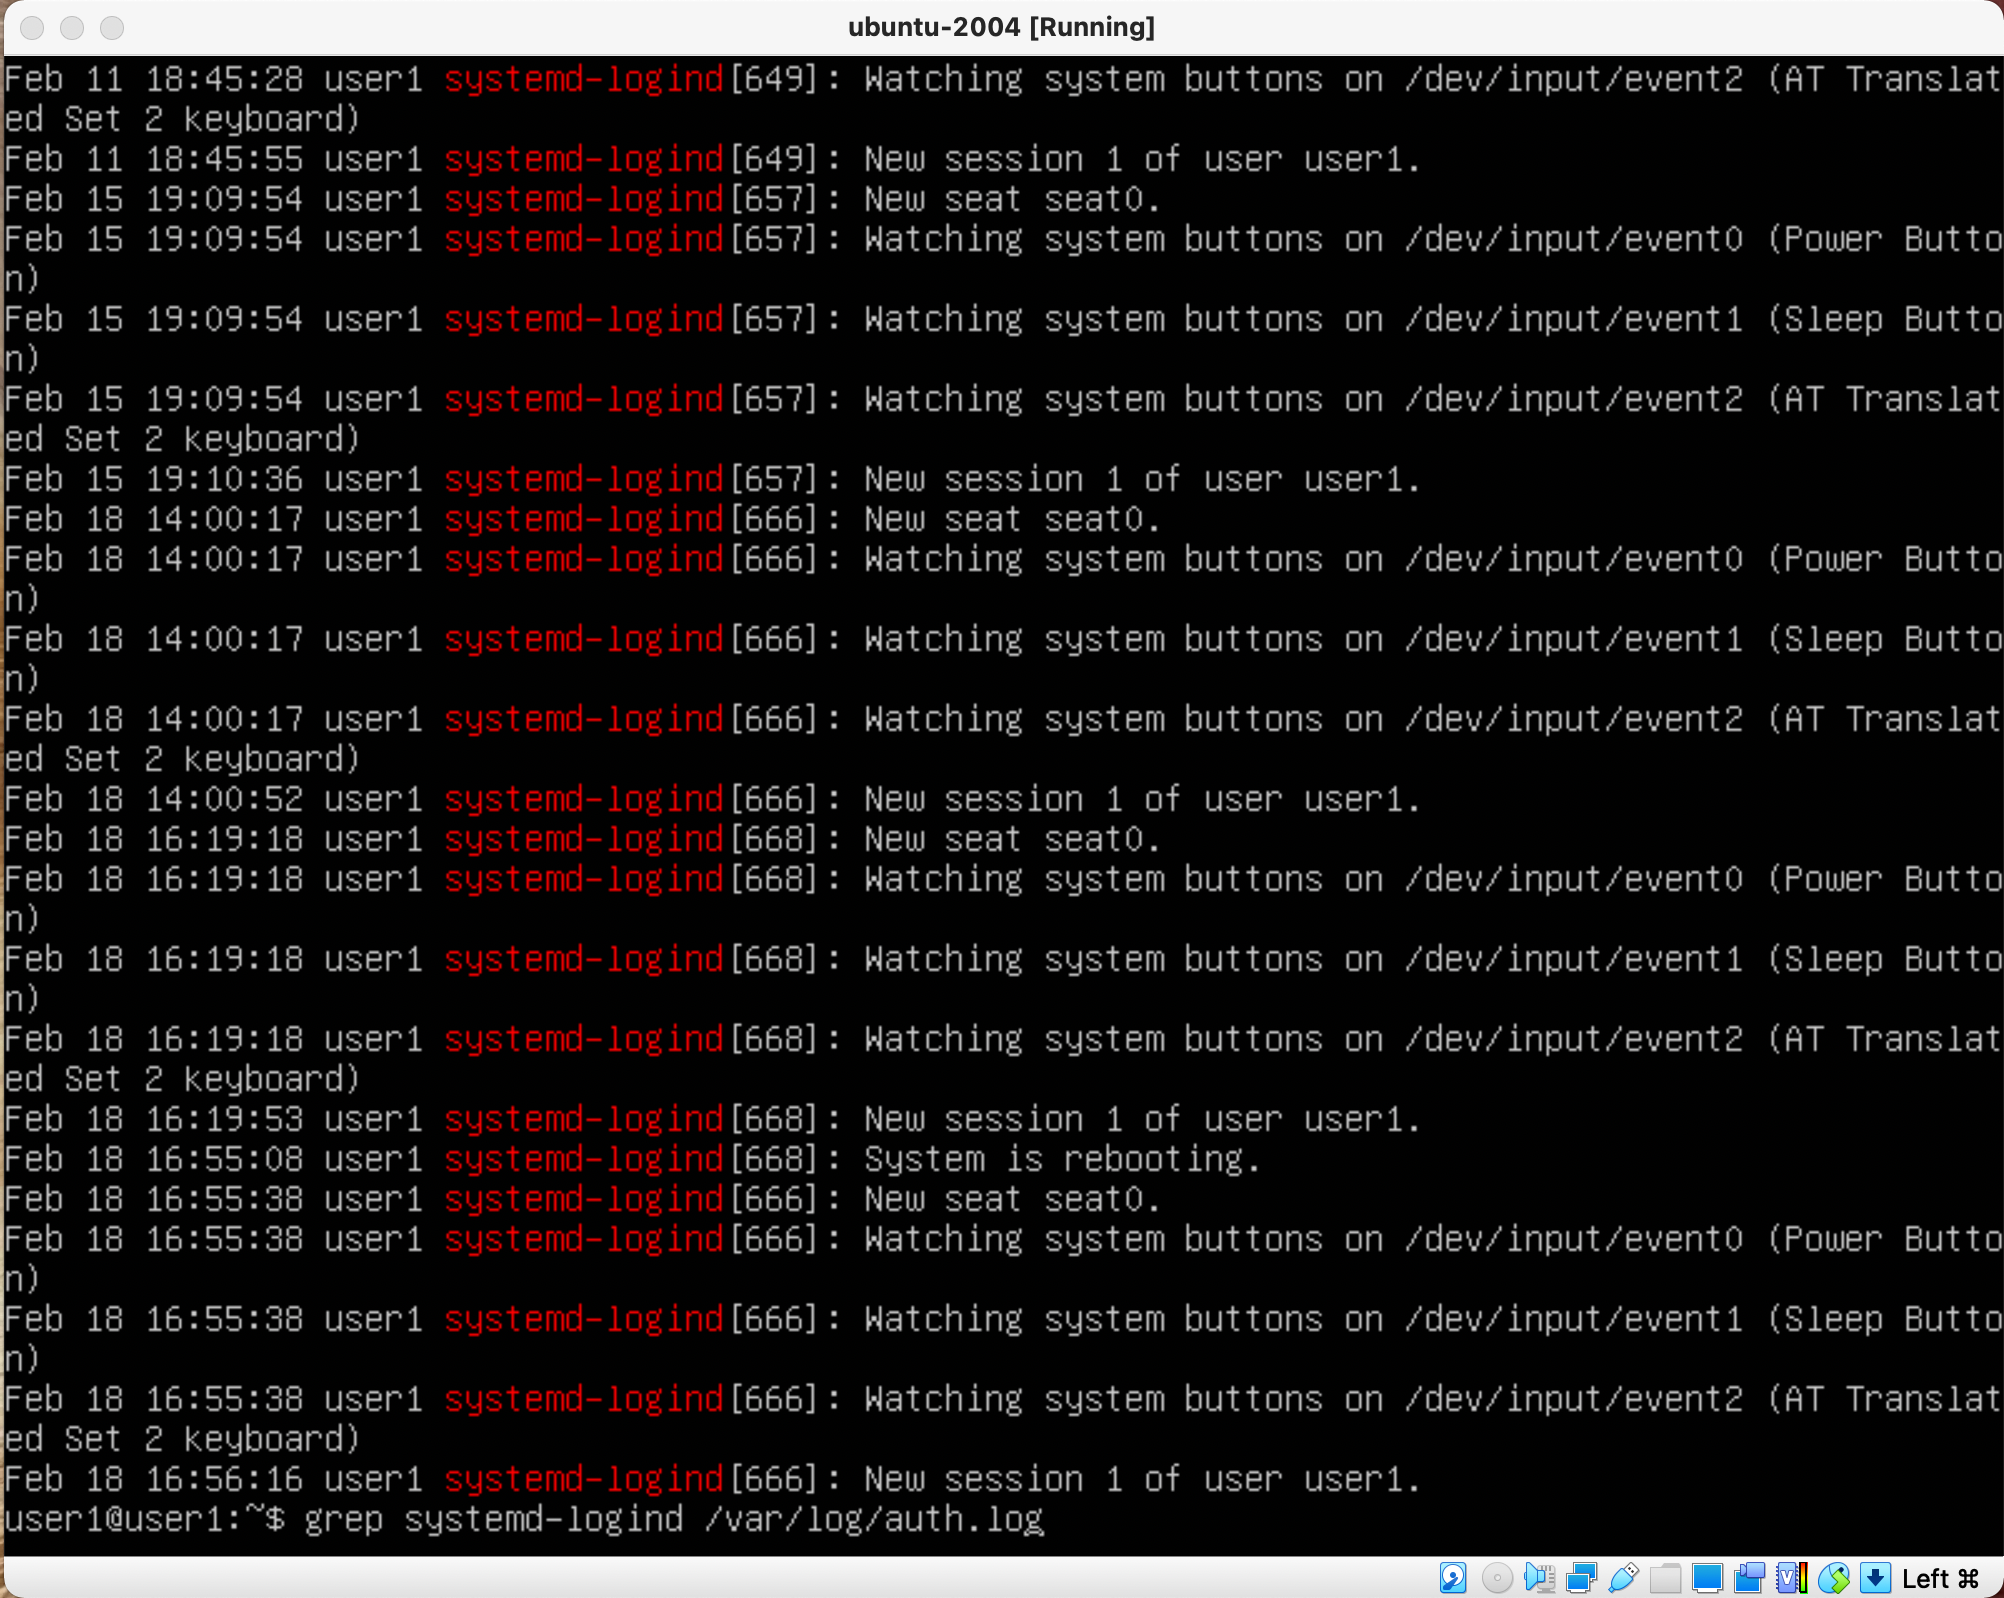 ubuntu-2004 [Running]
Feb 11 18:45:28 user1 systemd-logind[649]: Watching system buttons on /dev/input/event2 (AT Translat
ed Set 2 keyboard)
Feb 11 18:45:55 user1 systemd-logind[649]: New session 1 of user user1.
Feb 15 19:09:54 user1 systemd-logind[657]: New seat seat0.
Feb 15 19:09:54 user1 systemd-logind[657]: Watching system buttons on /dev/input/event0 (Power Butto
n)
Feb 15 19:09:54 user1 systemd-logind[657]: Watching system buttons on /dev/input/event1 (Sleep Butto
n)
Feb 15 19:09:54 user1 systemd-logind[657]: Watching system buttons on /dev/input/event2 (AT Translat
ed Set 2 keyboard)
Feb 15 19:10:36 user1 systemd-logind[657]: New session 1 of user user1.
Feb 18 14:00:17 user1 systemd-logind[666]: New seat seat0.
Feb 18 14:00:17 user1 systemd-logind[666]: Watching system buttons on /dev/input/event0 (Power Butto
n)
Feb 18 14:00:17 user1 systemd-logind[666]: Watching system buttons on /dev/input/event1 (Sleep Butto
n)
Feb 18 14:00:17 user1 systemd-logind[666]: Watching system buttons on /dev/input/event2 (AT Translat
ed Set 2 keyboard)
Feb 18 14:00:52 user1 systemd-logind[666]: New session 1 of user user1.
Feb 18 16:19:18 user1 systemd-logind[668]: New seat seat0.
Feb 18 16:19:18 user1 systemd-logind[668]: Watching system buttons on /dev/input/event0 (Power Butto
n)
Feb 18 16:19:18 user1 systemd-logind[668]: Watching system buttons on /dev/input/event1 (Sleep Butto
n)
Feb 18 16:19:18 user1 systemd-logind[668]: Watching system buttons on /dev/input/event2 (AT Translat
ed Set 2 keyboard)
Feb 18 16:19:53 user1 systemd-logind[668]: New session 1 of user user1.
Feb 18 16:55:08 user1 systemd-logind[668]: System is rebooting.
Feb 18 16:55:38 user1 systemd-logind[666]: New seat seat0.
Feb 18 16:55:38 user1 systemd-logind[666]: Watching system buttons on /dev/input/event0 (Power Butto
n)
Feb 18 16:55:38 user1 systemd-logind[666]: Watching system buttons on /dev/input/event1 (Sleep Butto
n)
Feb 18 16:55:38 user1 systemd-logind[666]: Watching system buttons on /dev/input/event2 (AT Translat
ed Set 2 keyboard)
Feb 18 16:56:16 user1 systemd-logind[666]: New session 1 of user user1.
user1@user1:~$ grep systemd-logind /var/log/auth.log
Left ⌘